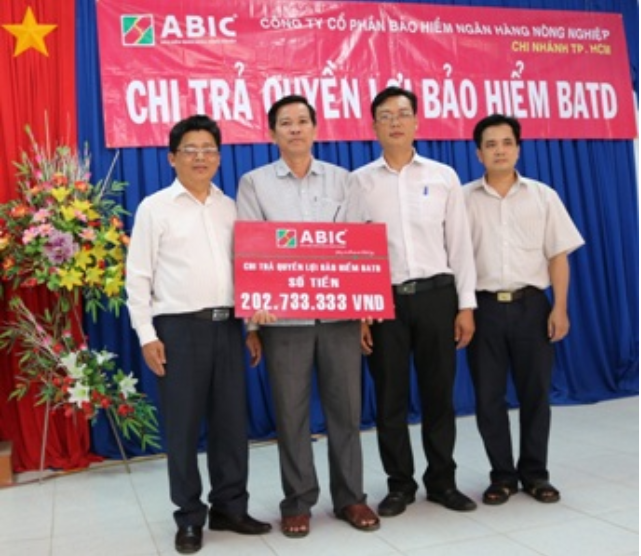 ABIC
CÔNG TY CỔ PHẦN BẢO HIỂM NGÂN HÀNG NÔNG NGHIỆP
CHI NHÁNH TP. HCM
CHI TRẢ QUYỀN LỢI BẢO HIỂM BATD
ABIC
CHI TRẢ QUYỀN LỢI BẢO HIỂM BATD
SỐ TIỀN
202.733.333 VND